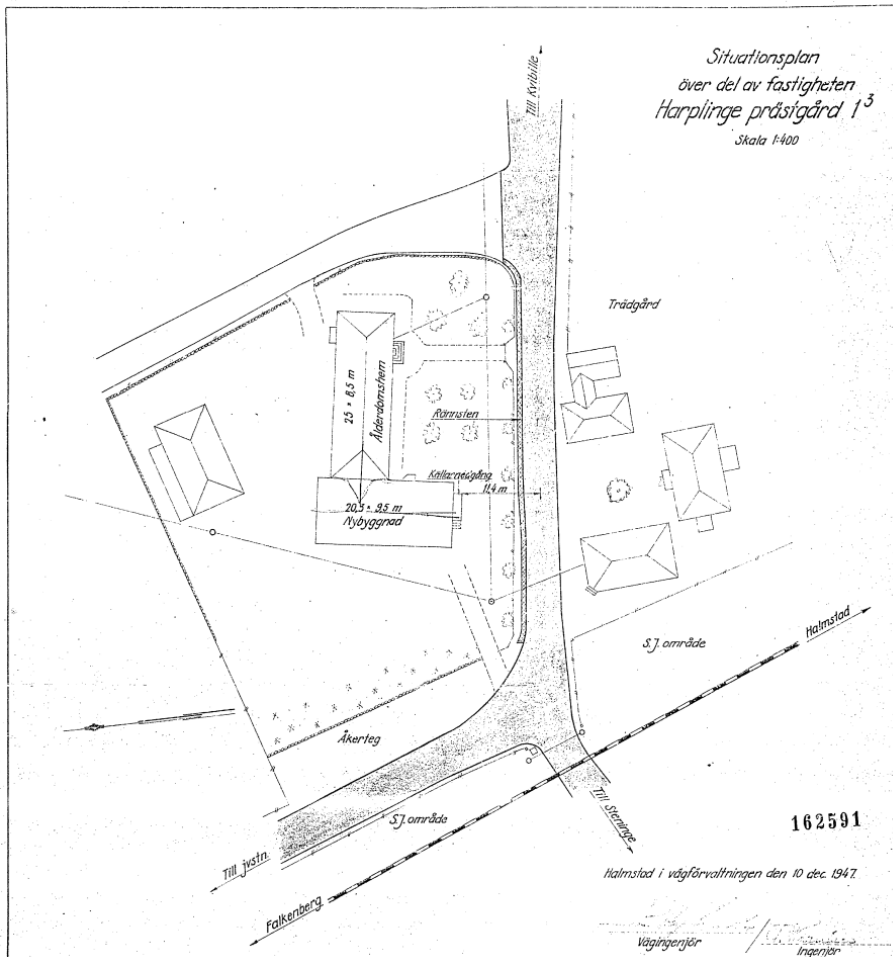 Situationsplan
över del av fastigheten
Harplinge prästgård 1³
Skala 1:400
Till Kvibille
Trädgård
25 × 8,5 m
Ålderdomshem
Rännsten
Källarnedgång
11,4 m
20,5 × 9,5 m
Nybyggnad
Halmstad
S.J. område
Åkerteg
S.J. område
Till Steninge
Till jvstn.
Falkenberg
162591
Halmstad i vägförvaltningen den 10 dec. 1947.
Vägingenjör
Ingenjör